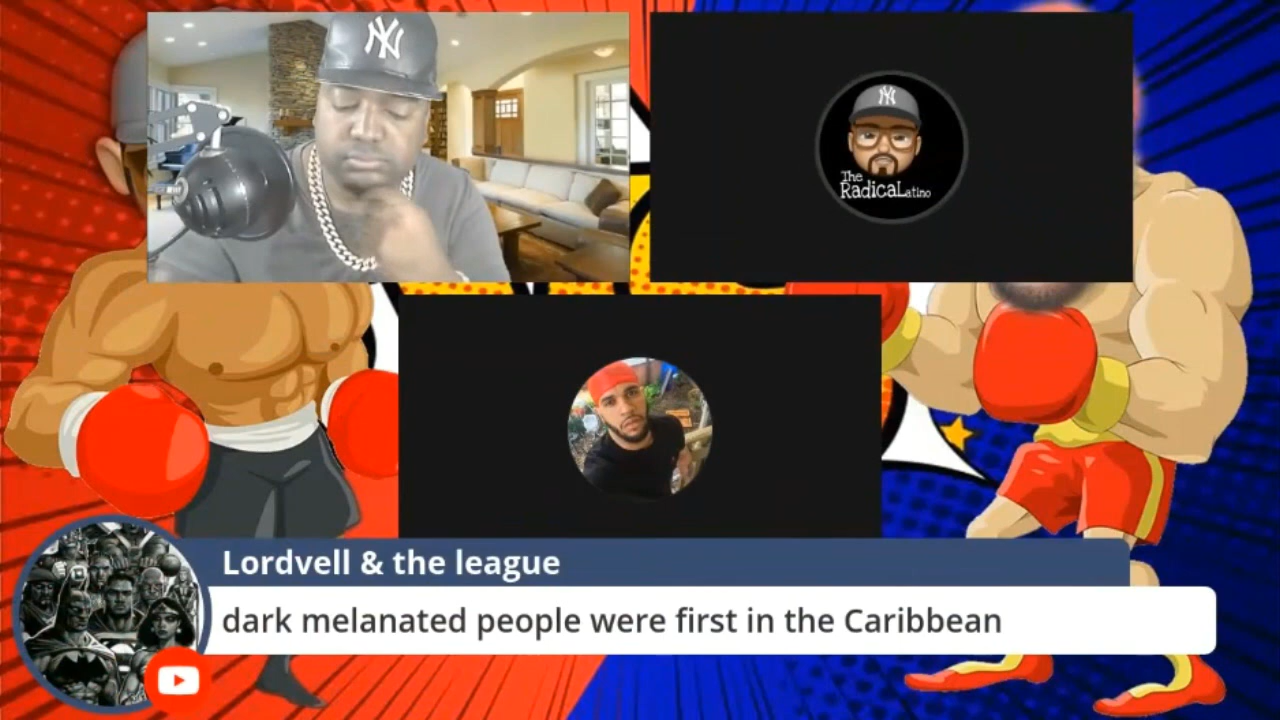 NY
NY
The
RadicaLatino
Lordvell & the league
dark melanated people were first in the Caribbean